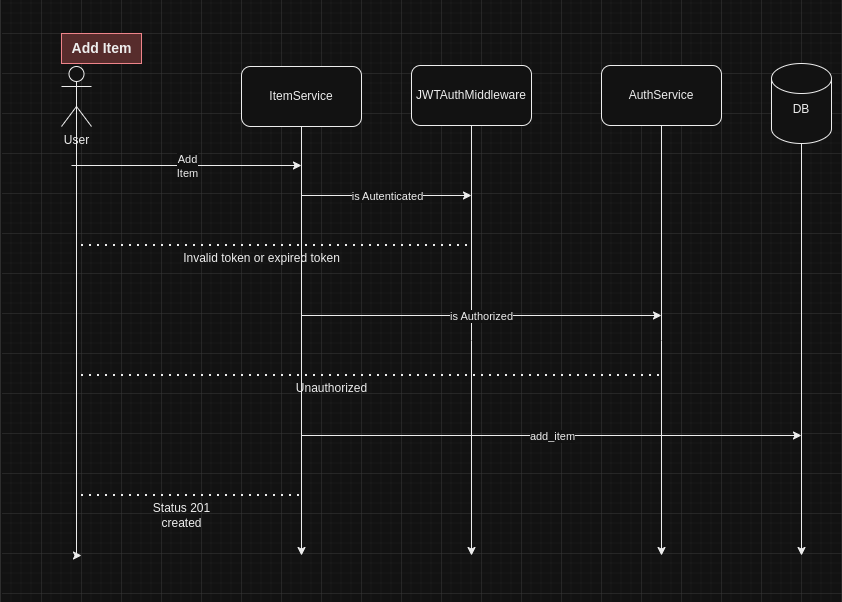 Add Item
User
ItemService
JWTAuthMiddleware
AuthService
DB
Add
Item
is Autenticated
Invalid token or expired token
is Authorized
Unauthorized
add_item
Status 201
created